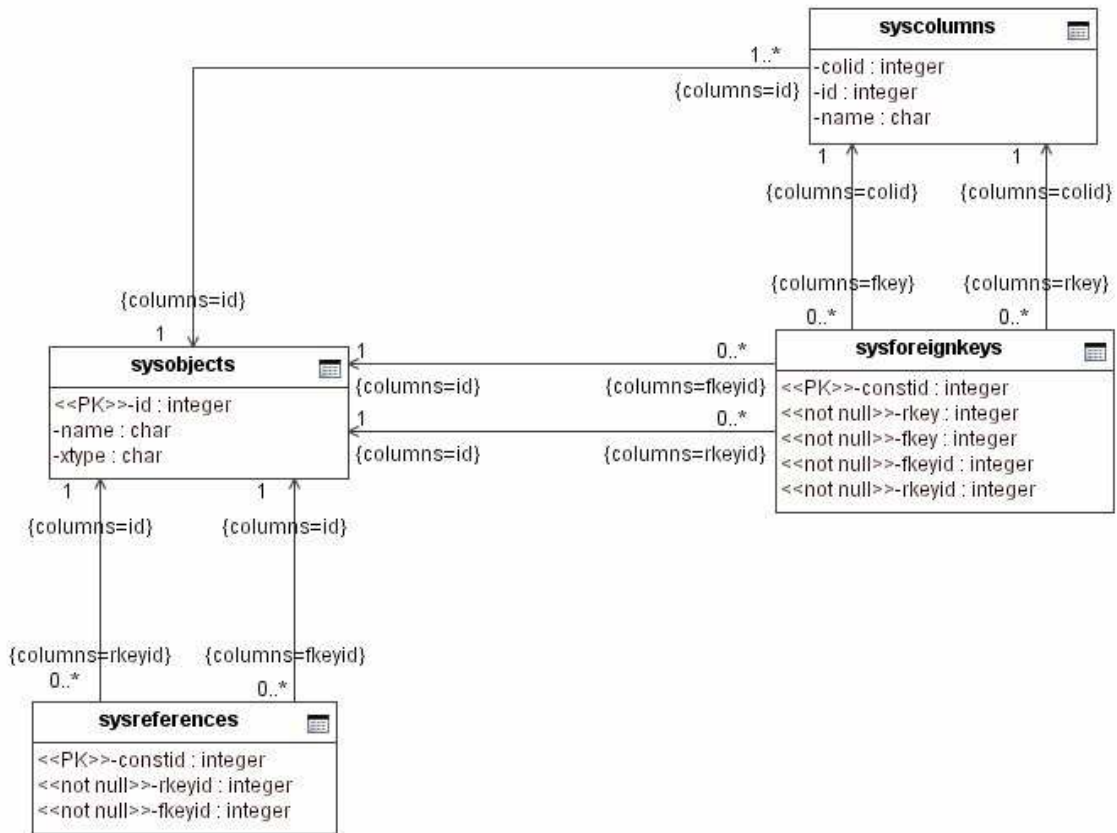 syscolumns
-colid : integer
-id : integer
-name : char
1..*
{columns=id}
1
1
{columns=colid}
{columns=colid}
{columns=fkey}
{columns=rkey}
0..*
0..*
{columns=id}
1
sysobjects
<<PK>>-id : integer
-name : char
-xtype : char
1
0..*
{columns=id}
{columns=fkeyid}
1
0..*
{columns=id}
{columns=rkeyid}
sysforeignkeys
<<PK>>-constid : integer
<<not null>>-rkey : integer
<<not null>>-fkey : integer
<<not null>>-fkeyid : integer
<<not null>>-rkeyid : integer
1
1
{columns=id}
{columns=id}
{columns=rkeyid}
{columns=fkeyid}
0..*
0..*
sysreferences
<<PK>>-constid : integer
<<not null>>-rkeyid : integer
<<not null>>-fkeyid : integer